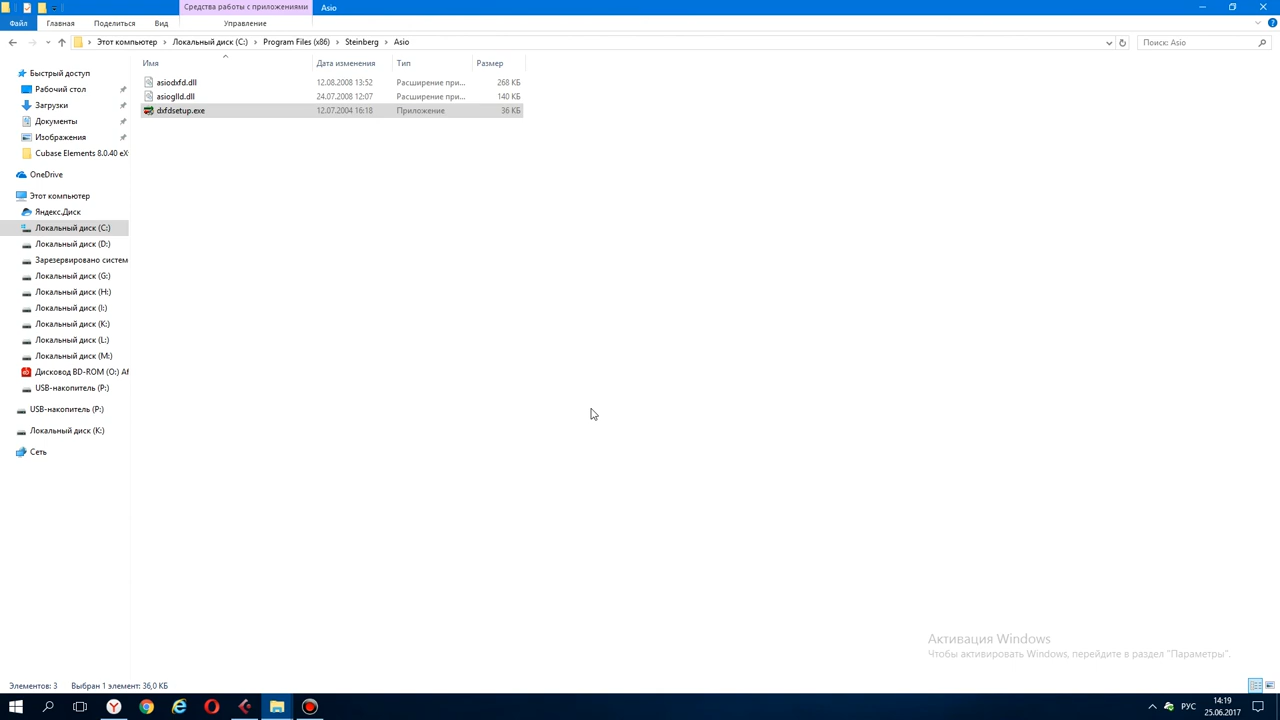 Средства работы с приложениями
Asio
Файл
Главная
Поделиться
Вид
Управление
Этот компьютер
Локальный диск (C:)
Program Files (x86)
Steinberg
Asio
Поиск: Asio
Имя
Дата изменения
Тип
Размер
asiodxfd.dll 12.08.2008 13:52 Расширение при... 268 КБ
asioglld.dll 24.07.2008 12:07 Расширение при... 140 КБ
dxfdsetup.exe 12.07.2004 16:18 Приложение 36 КБ
Быстрый доступ
Рабочий стол
Загрузки
Документы
Изображения
Cubase Elements 8.0.40 eX
OneDrive
Этот компьютер
Яндекс.Диск
Локальный диск (C:)
Локальный диск (D:)
Зарезервировано систем
Локальный диск (G:)
Локальный диск (H:)
Локальный диск (I:)
Локальный диск (K:)
Локальный диск (L:)
Локальный диск (M:)
Дисковод BD-ROM (O:) Af
USB-накопитель (P:)
USB-накопитель (P:)
Локальный диск (K:)
Сеть
Активация Windows
Чтобы активировать Windows, перейдите в раздел "Параметры".
Элементов: 3
Выбран 1 элемент: 36,0 КБ
РУС
14:19
25.06.2017